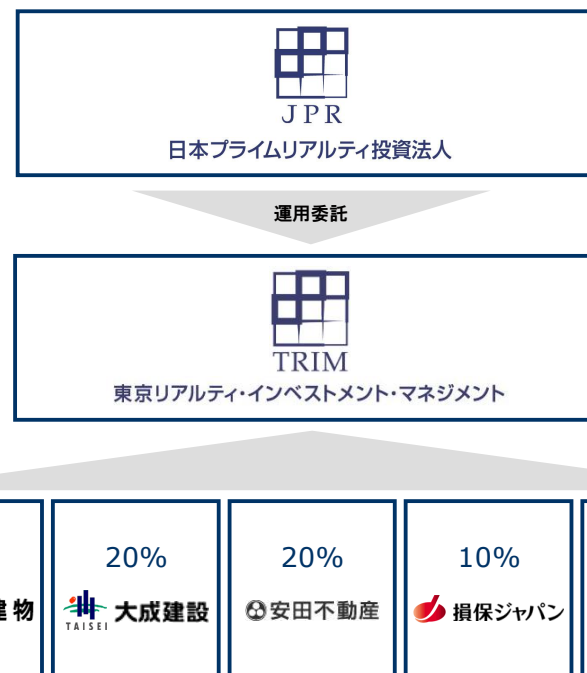 JPR
日本プライムリアルティ投資法人
運用委託
TRIM
東京リアルティ・インベストメント・マネジメント
20%
20%
10%
建物
TAISEI 大成建設
安田不動産
損保ジャパン